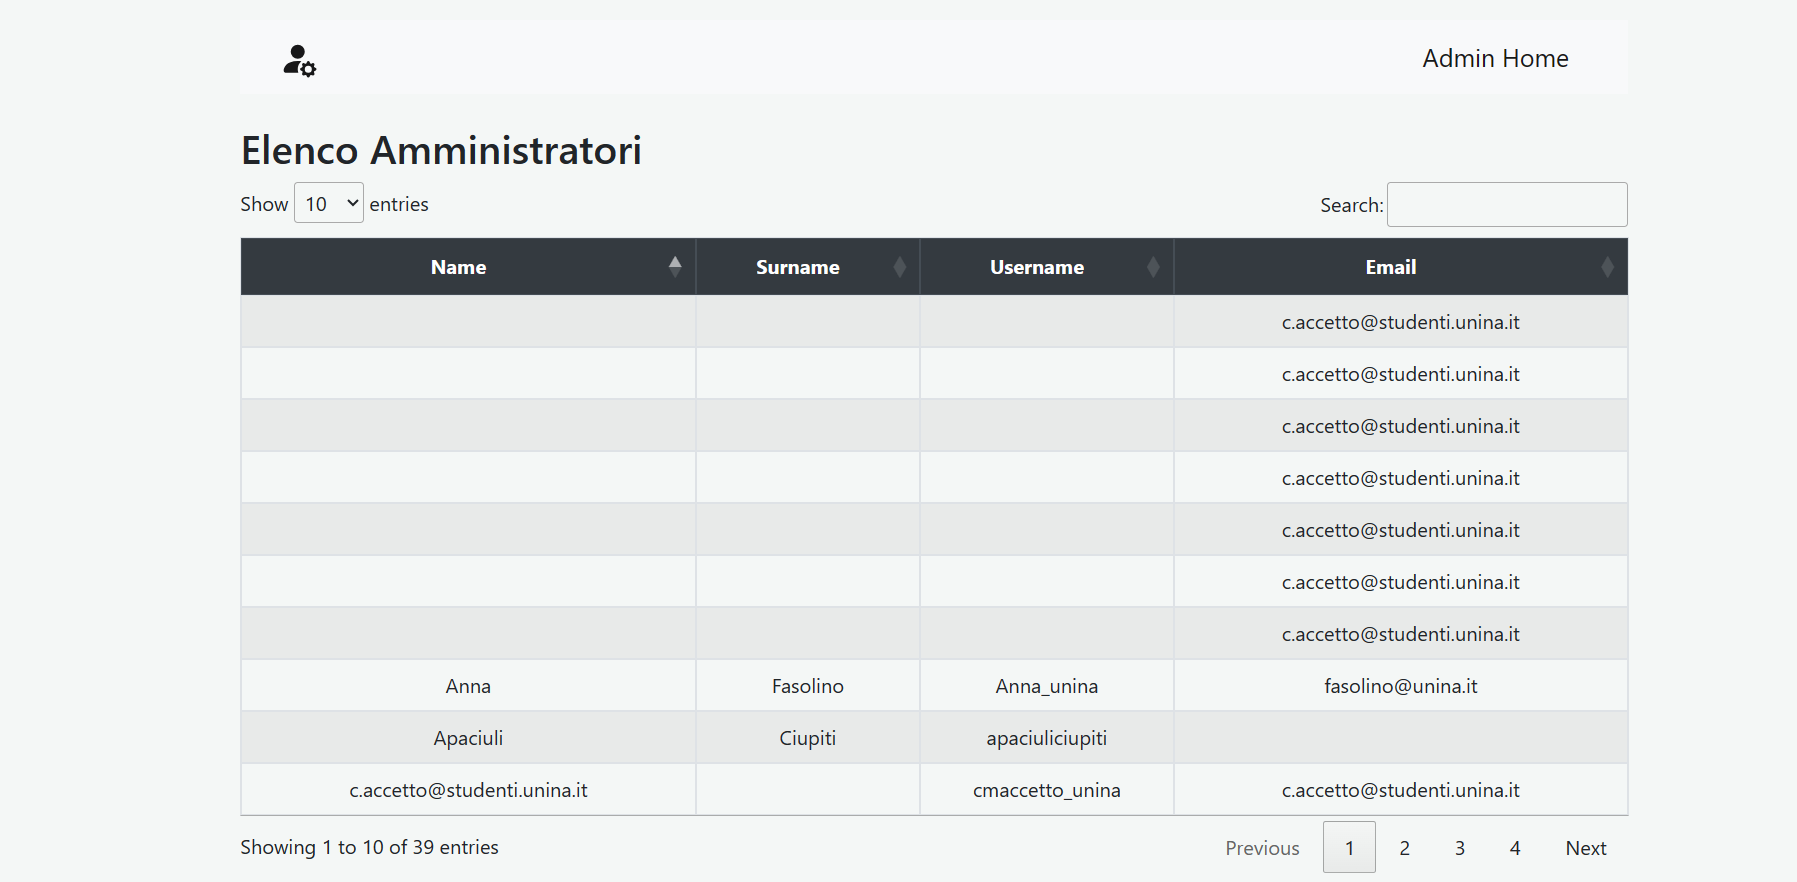 Admin Home
Elenco Amministratori
Show 10 entries
Search:
Name Surname Username Email
c.accetto@studenti.unina.it
c.accetto@studenti.unina.it
c.accetto@studenti.unina.it
c.accetto@studenti.unina.it
c.accetto@studenti.unina.it
c.accetto@studenti.unina.it
c.accetto@studenti.unina.it
Anna Fasolino Anna_unina fasolino@unina.it
Apaciuli Ciupiti apaciuliciupiti
c.accetto@studenti.unina.it cmaccetto_unina c.accetto@studenti.unina.it
Showing 1 to 10 of 39 entries
Previous 1 2 3 4 Next